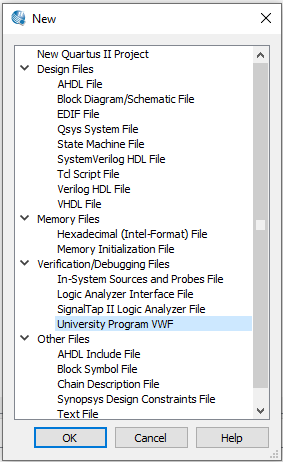 New
New Quartus II Project
Design Files
AHDL File
Block Diagram/Schematic File
EDIF File
Qsys System File
State Machine File
SystemVerilog HDL File
Tcl Script File
Verilog HDL File
VHDL File
Memory Files
Hexadecimal (Intel-Format) File
Memory Initialization File
Verification/Debugging Files
In-System Sources and Probes File
Logic Analyzer Interface File
SignalTap II Logic Analyzer File
University Program VWF
Other Files
AHDL Include File
Block Symbol File
Chain Description File
Synopsys Design Constraints File
Text File
OK Cancel Help